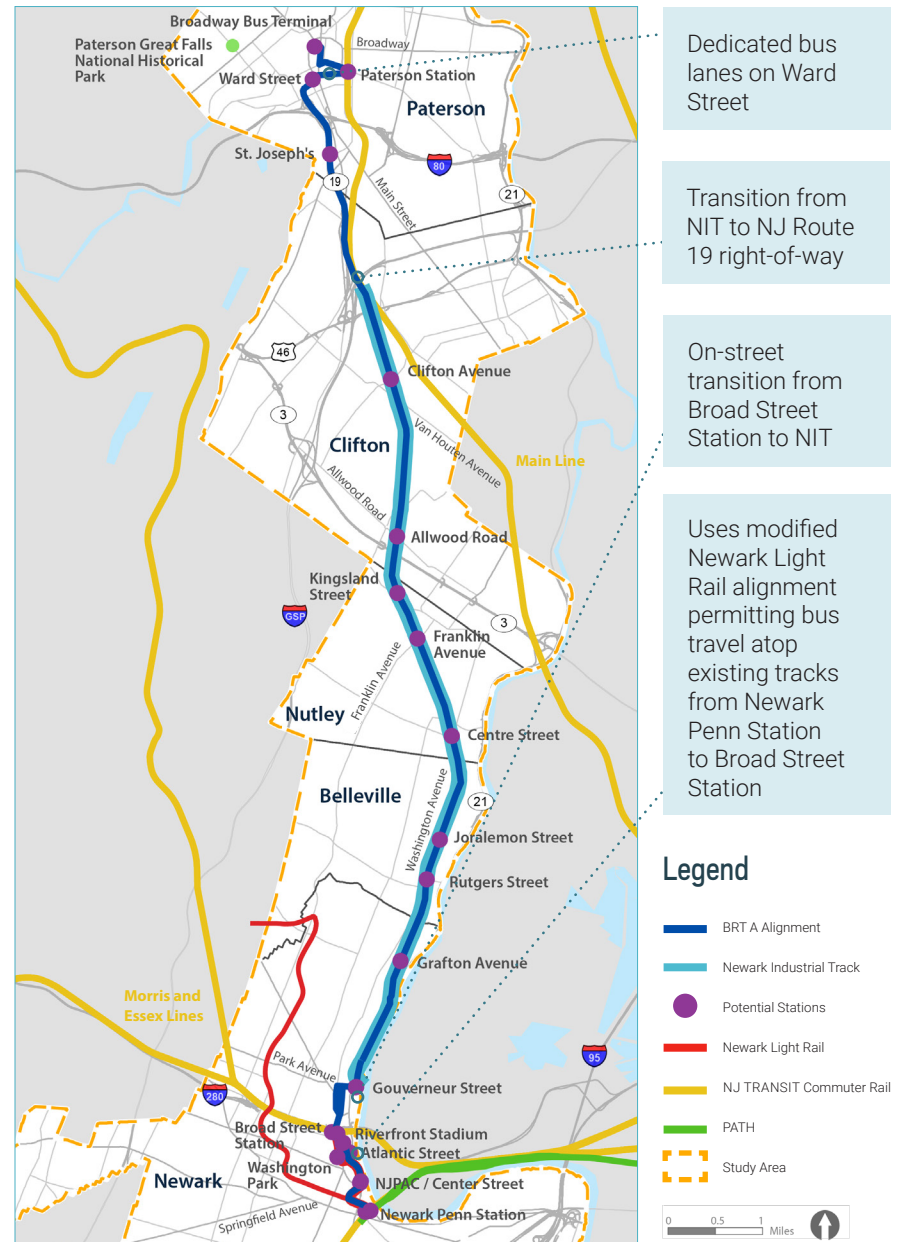 Broadway Bus Terminal
Paterson Great Falls
National Historical
Park
Broadway
Ward Street
Paterson Station
Paterson
St. Joseph's
80
19
Main Street
21
46
Clifton Avenue
3
Van Houten Avenue
Clifton
Main Line
Allwood Road
Allwood Road
Kingsland
Street
GSP
3
Franklin
Avenue
Franklin Avenue
Nutley
Centre Street
Belleville
21
Washington Avenue
Joralemon Street
Rutgers Street
Grafton Avenue
Morris and
Essex Lines
95
Park Avenue
Gouverneur Street
280
Broad Street
Station
Riverfront Stadium
Atlantic Street
Washington
Park
Newark
NJPAC / Center Street
Springfield Avenue
Newark Penn Station
Dedicated bus
lanes on Ward
Street
Transition from
NIT to NJ Route
19 right-of-way
On-street
transition from
Broad Street
Station to NIT
Uses modified
Newark Light
Rail alignment
permitting bus
travel atop
existing tracks
from Newark
Penn Station
to Broad Street
Station
Legend
BRT A Alignment
Newark Industrial Track
Potential Stations
Newark Light Rail
NJ TRANSIT Commuter Rail
PATH
Study Area
0 0.5 1
Miles